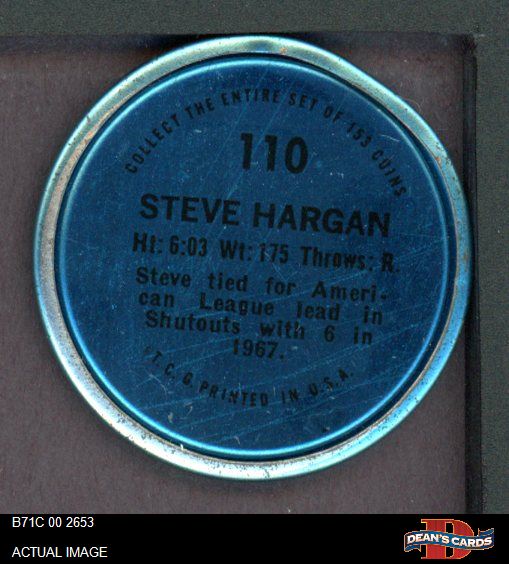 COLLECT THE ENTIRE SET OF 153 COINS
110
STEVE HARGAN
Ht: 6:03 Wt: 175 Throws: R.
Steve tied for Ameri-
can League lead in
Shutouts with 6 in
1967.
T. C. G. PRINTED IN U.S.A.
B71C 00 2653
ACTUAL IMAGE
D
DEAN'S CARDS